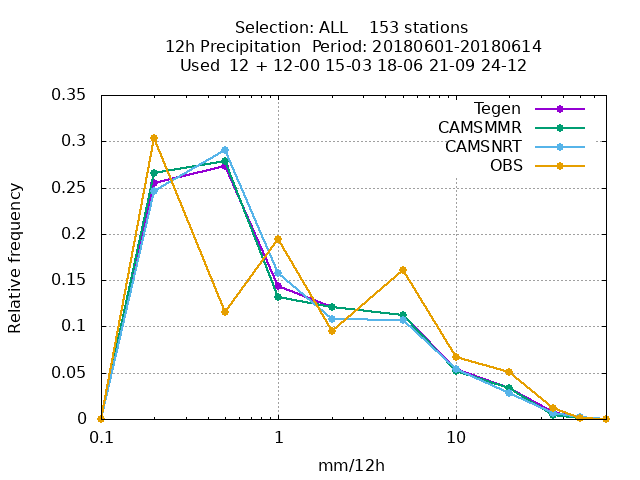 Selection: ALL    153 stations
12h Precipitation  Period: 20180601-20180614
Used  12 + 12-00 15-03 18-06 21-09 24-12
0.35
0.3
0.25
0.2
0.15
0.1
0.05
0
Relative frequency
Tegen
CAMSMMR
CAMSNRT
OBS
0.1
1
10
mm/12h